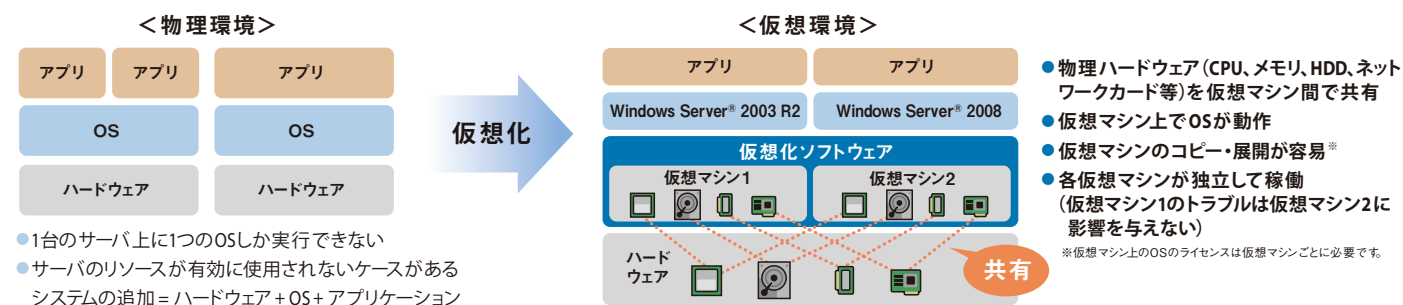 ＜物理環境＞
アプリ アプリ アプリ
OS OS
ハードウェア ハードウェア
●1台のサーバ上に1つのOSしか実行できない
●サーバのリソースが有効に使用されないケースがある
システムの追加＝ハードウェア＋OS＋アプリケーション
仮想化
＜仮想環境＞
アプリ アプリ
Windows Server® 2003 R2 Windows Server® 2008
仮想化ソフトウェア
仮想マシン1 仮想マシン2
ハード
ウェア
共有
●物理ハードウェア（CPU、メモリ、HDD、ネット
ワークカード等）を仮想マシン間で共有
●仮想マシン上でOSが動作
●仮想マシンのコピー・展開が容易※
●各仮想マシンが独立して稼働
（仮想マシン1のトラブルは仮想マシン2に
影響を与えない）
※仮想マシン上のOSのライセンスは仮想マシンごとに必要です。